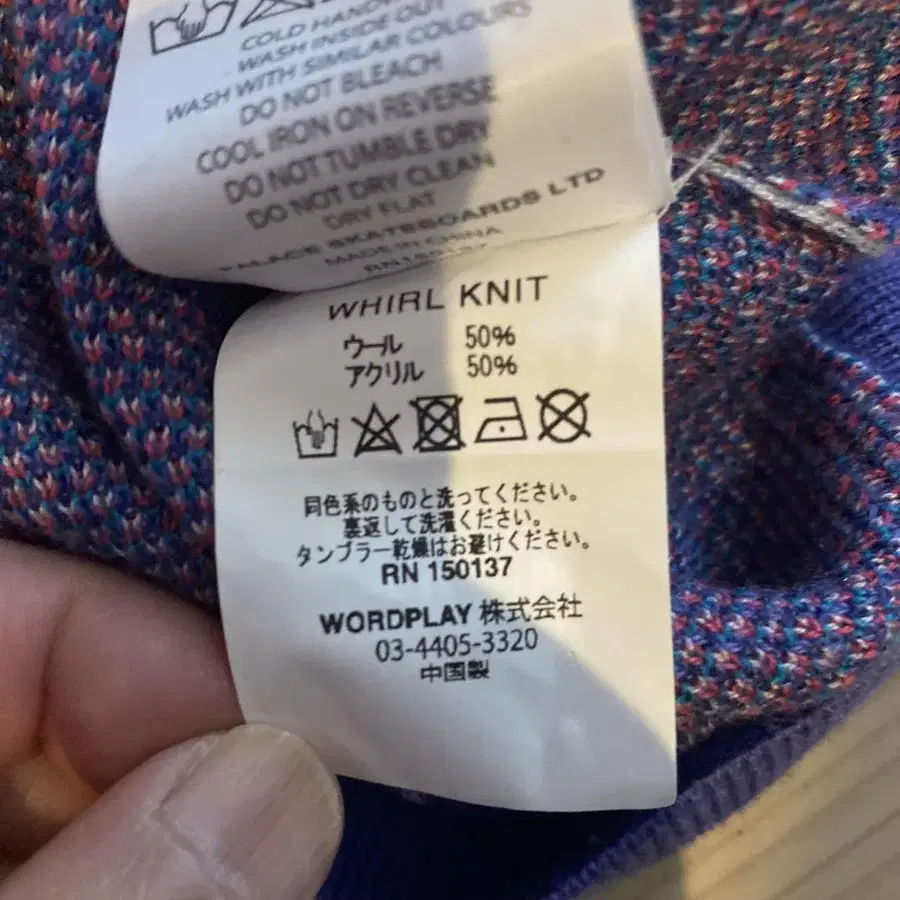 COLD HAND
WASH INSIDE OUT
WASH WITH SIMILAR COLOURS
DO NOT BLEACH
COOL IRON ON REVERSE
DO NOT TUMBLE DRY
DO NOT DRY CLEAN
DRY FLAT
PALACE SKATEBOARDS LTD
MADE IN CHINA
RN150137
WHIRL KNIT
ウール 50%
アクリル 50%
同色系のものと洗ってください。
裏返して洗濯ください。
タンブラー乾燥はお避けください。
RN 150137
WORDPLAY 株式会社
03-4405-3320
中国製